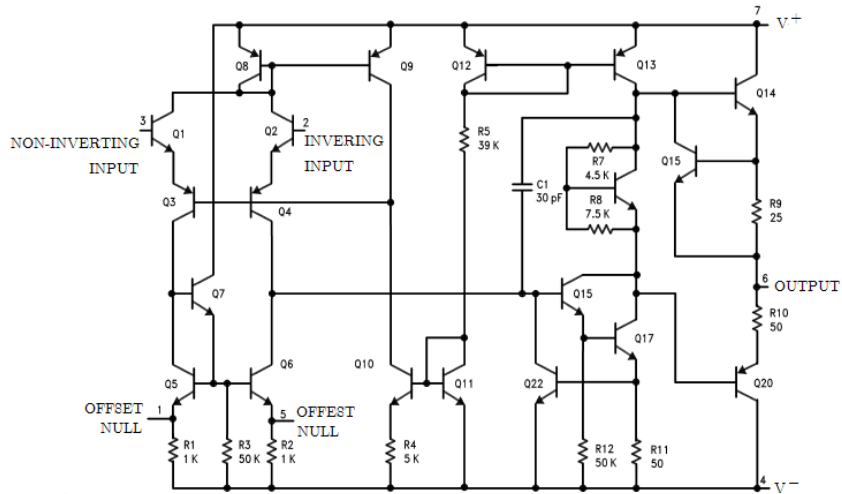 7
V+
Q8
Q9
Q12
Q13
Q14
3
Q1
Q2
2
NON-INVERTING
INPUT
INVERING
INPUT
R5
39 K
Q15
R7
4.5 K
C1
30 pF
R8
7.5 K
R9
25
Q3
Q4
Q7
Q15
6
OUTPUT
R10
50
Q17
Q5
Q6
Q10
Q11
Q22
Q20
OFFSET
NULL
1
5
OFFEST
NULL
R1
1 K
R3
50 K
R2
1 K
R4
5 K
R12
50 K
R11
50
4
V−